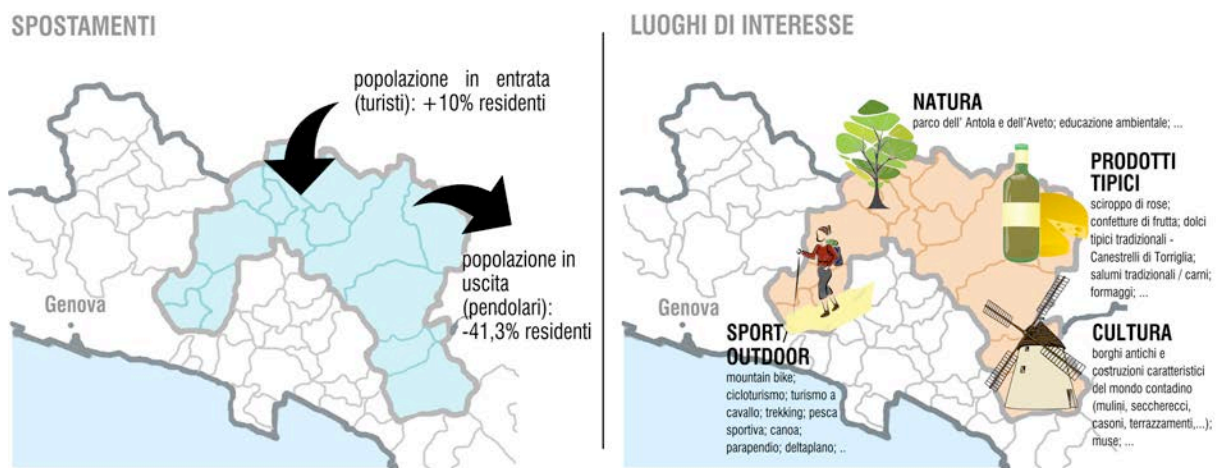 SPOSTAMENTI
popolazione in entrata
(turisti): +10% residenti
popolazione in
uscita
(pendolari):
-41,3% residenti
Genova
LUOGHI DI INTERESSE
NATURA
parco dell' Antola e dell'Aveto; educazione ambientale; ...
PRODOTTI
TIPICI
sciroppo di rose;
confetture di frutta; dolci
tipici tradizionali -
Canestrelli di Torriglia;
salumi tradizionali / carni;
formaggi; ...
Genova
SPORT/
OUTDOOR
mountain bike;
cicloturismo; turismo a
cavallo; trekking; pesca
sportiva; canoa;
parapendio; deltaplano; ..
CULTURA
borghi antichi e
costruzioni caratteristici
del mondo contadino
(mulini, seccherecci,
casoni, terrazzamenti,...);
muse; ...